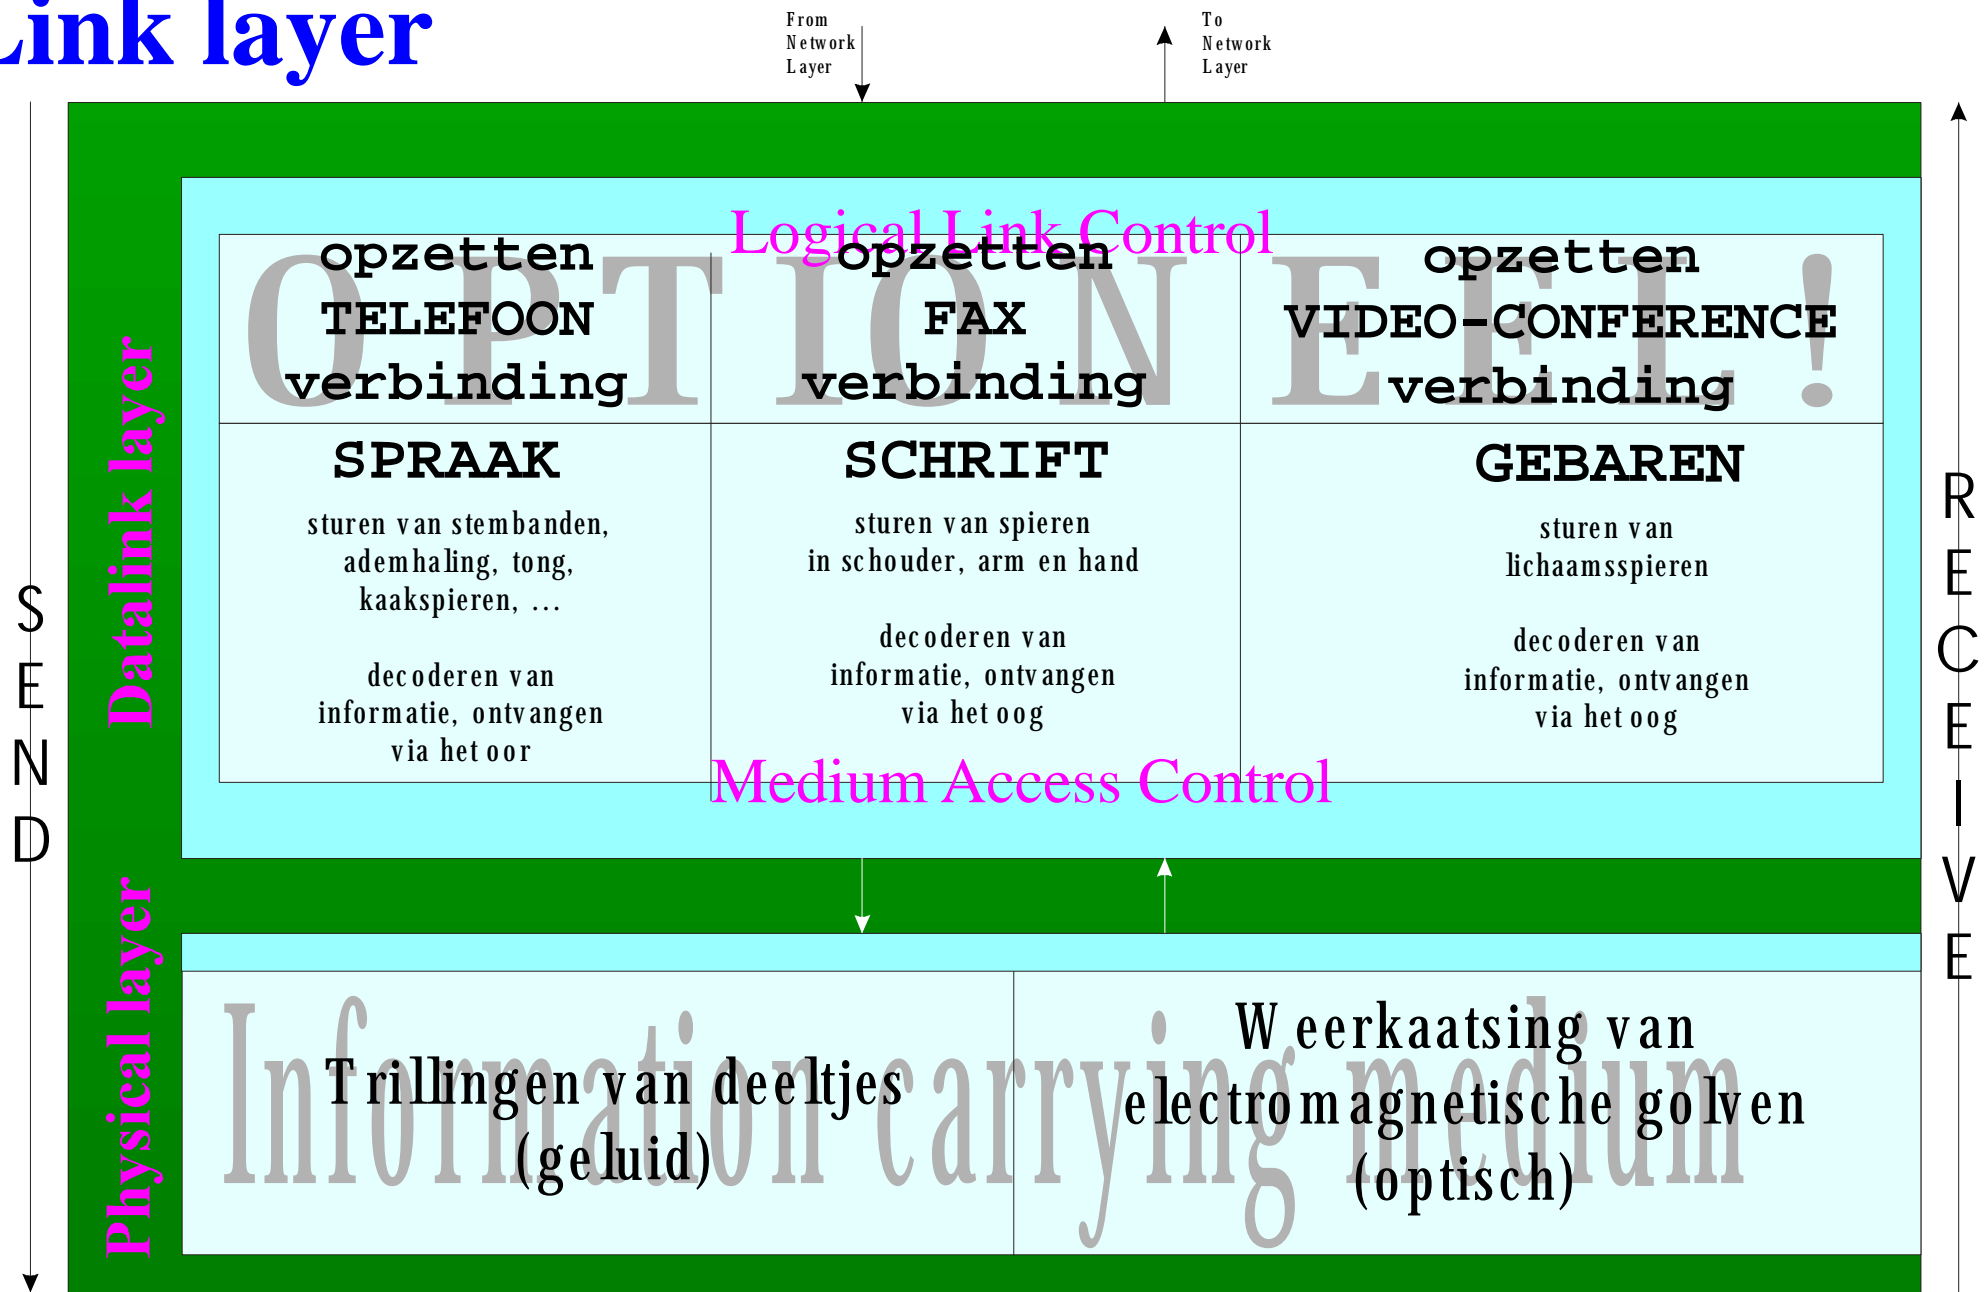 Link layer
From
Network
Layer
To
Network
Layer
SEND
RECEIVE
Datalink layer
Logical Link Control
OPTIONEEL!
opzetten
TELEFOON
verbinding
opzetten
FAX
verbinding
opzetten
VIDEO-CONFERENCE
verbinding
SPRAAK
sturen van stembanden,
ademhaling, tong,
kaakspieren, ...
decoderen van
informatie, ontvangen
via het oor
SCHRIFT
sturen van spieren
in schouder, arm en hand
decoderen van
informatie, ontvangen
via het oog
GEBAREN
sturen van
lichaamsspieren
decoderen van
informatie, ontvangen
via het oog
Medium Access Control
Physical layer
Information carrying medium
Trillingen van deeltjes
(geluid)
Weerkaatsing van
electromagnetische golven
(optisch)